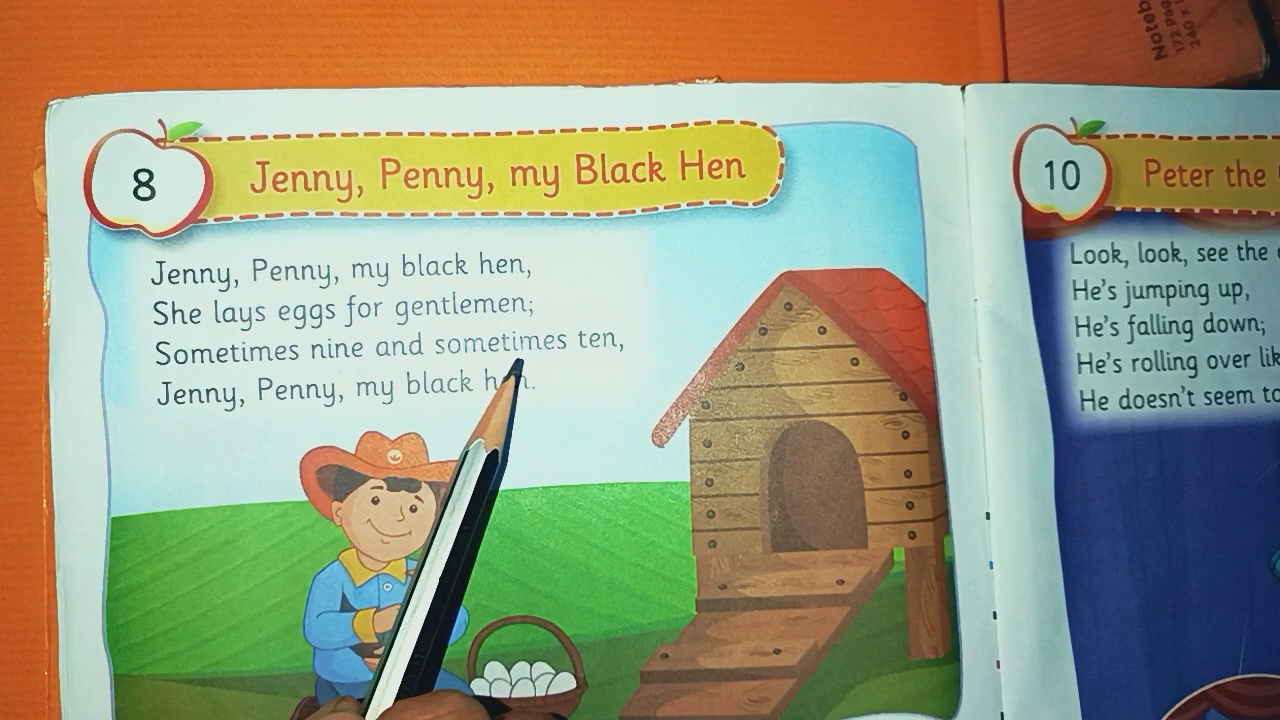 8
Jenny, Penny, my Black Hen
Jenny, Penny, my black hen,
She lays eggs for gentlemen;
Sometimes nine and sometimes ten,
Jenny, Penny, my black hen.
10
Peter the
Look, look, see the
He's jumping up,
He's falling down;
He's rolling over
He doesn't seem to